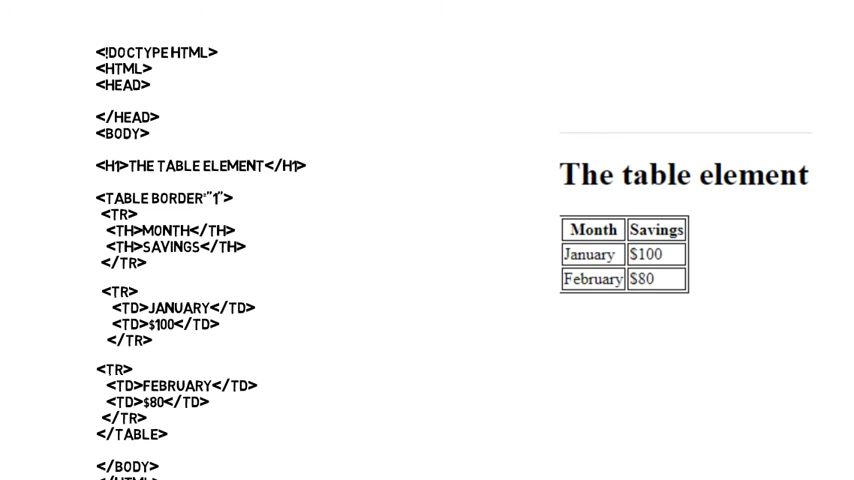 <!DOCTYPE HTML>
<HTML>
<HEAD>
</HEAD>
<BODY>
<H1>THE TABLE ELEMENT</H1>
<TABLE BORDER="1">
<TR>
<TH>MONTH</TH>
<TH>SAVINGS</TH>
</TR>
<TR>
<TD>JANUARY</TD>
<TD>$100</TD>
</TR>
<TR>
<TD>FEBRUARY</TD>
<TD>$80</TD>
</TR>
</TABLE>
</BODY>
</HTML>
The table element
Month Savings
January $100
February $80